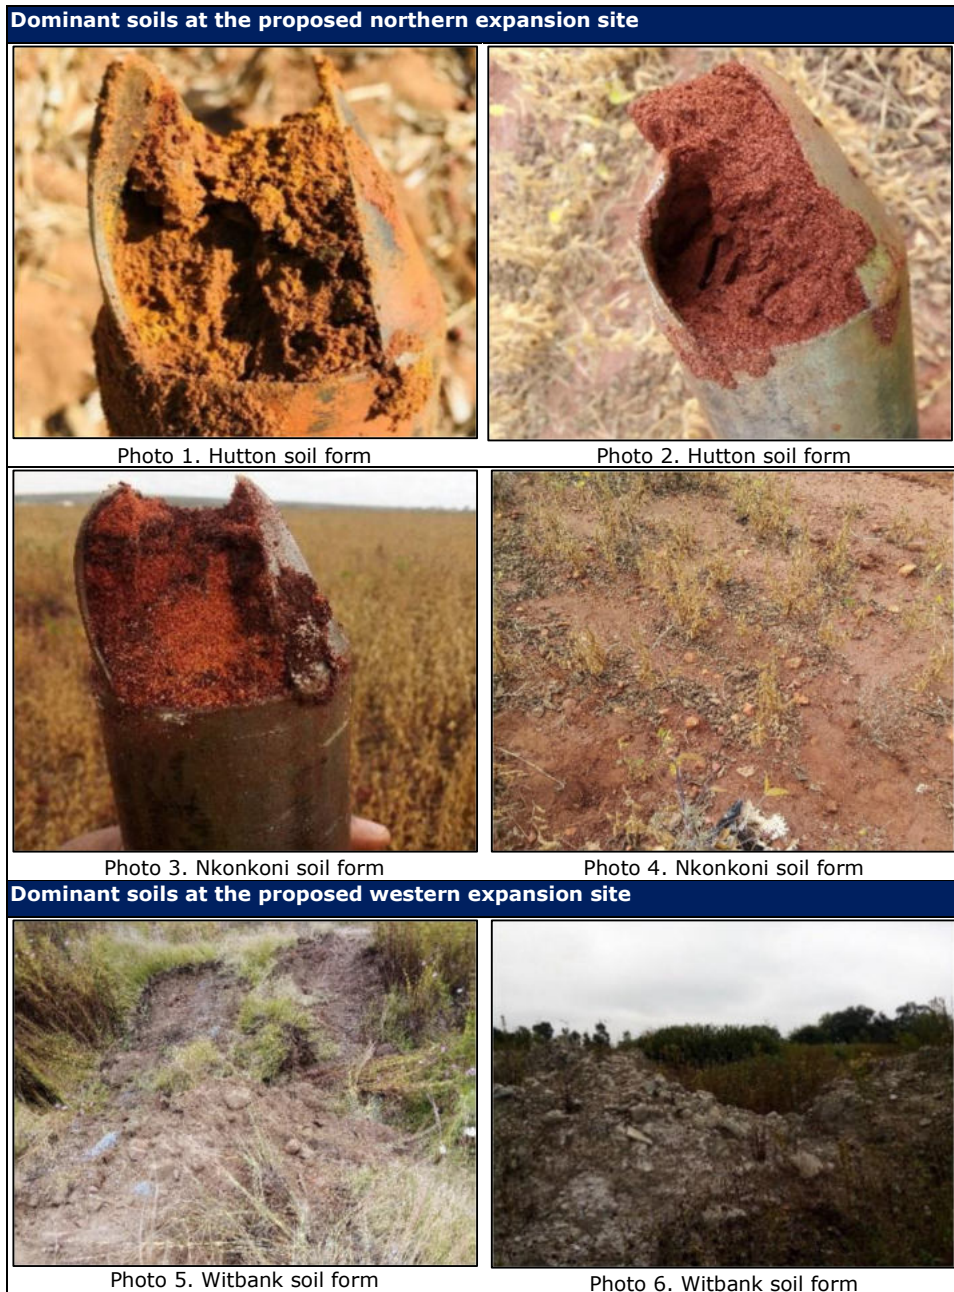 Dominant soils at the proposed northern expansion site
Photo 1. Hutton soil form
Photo 2. Hutton soil form
Photo 3. Nkonkoni soil form
Photo 4. Nkonkoni soil form
Dominant soils at the proposed western expansion site
Photo 5. Witbank soil form
Photo 6. Witbank soil form